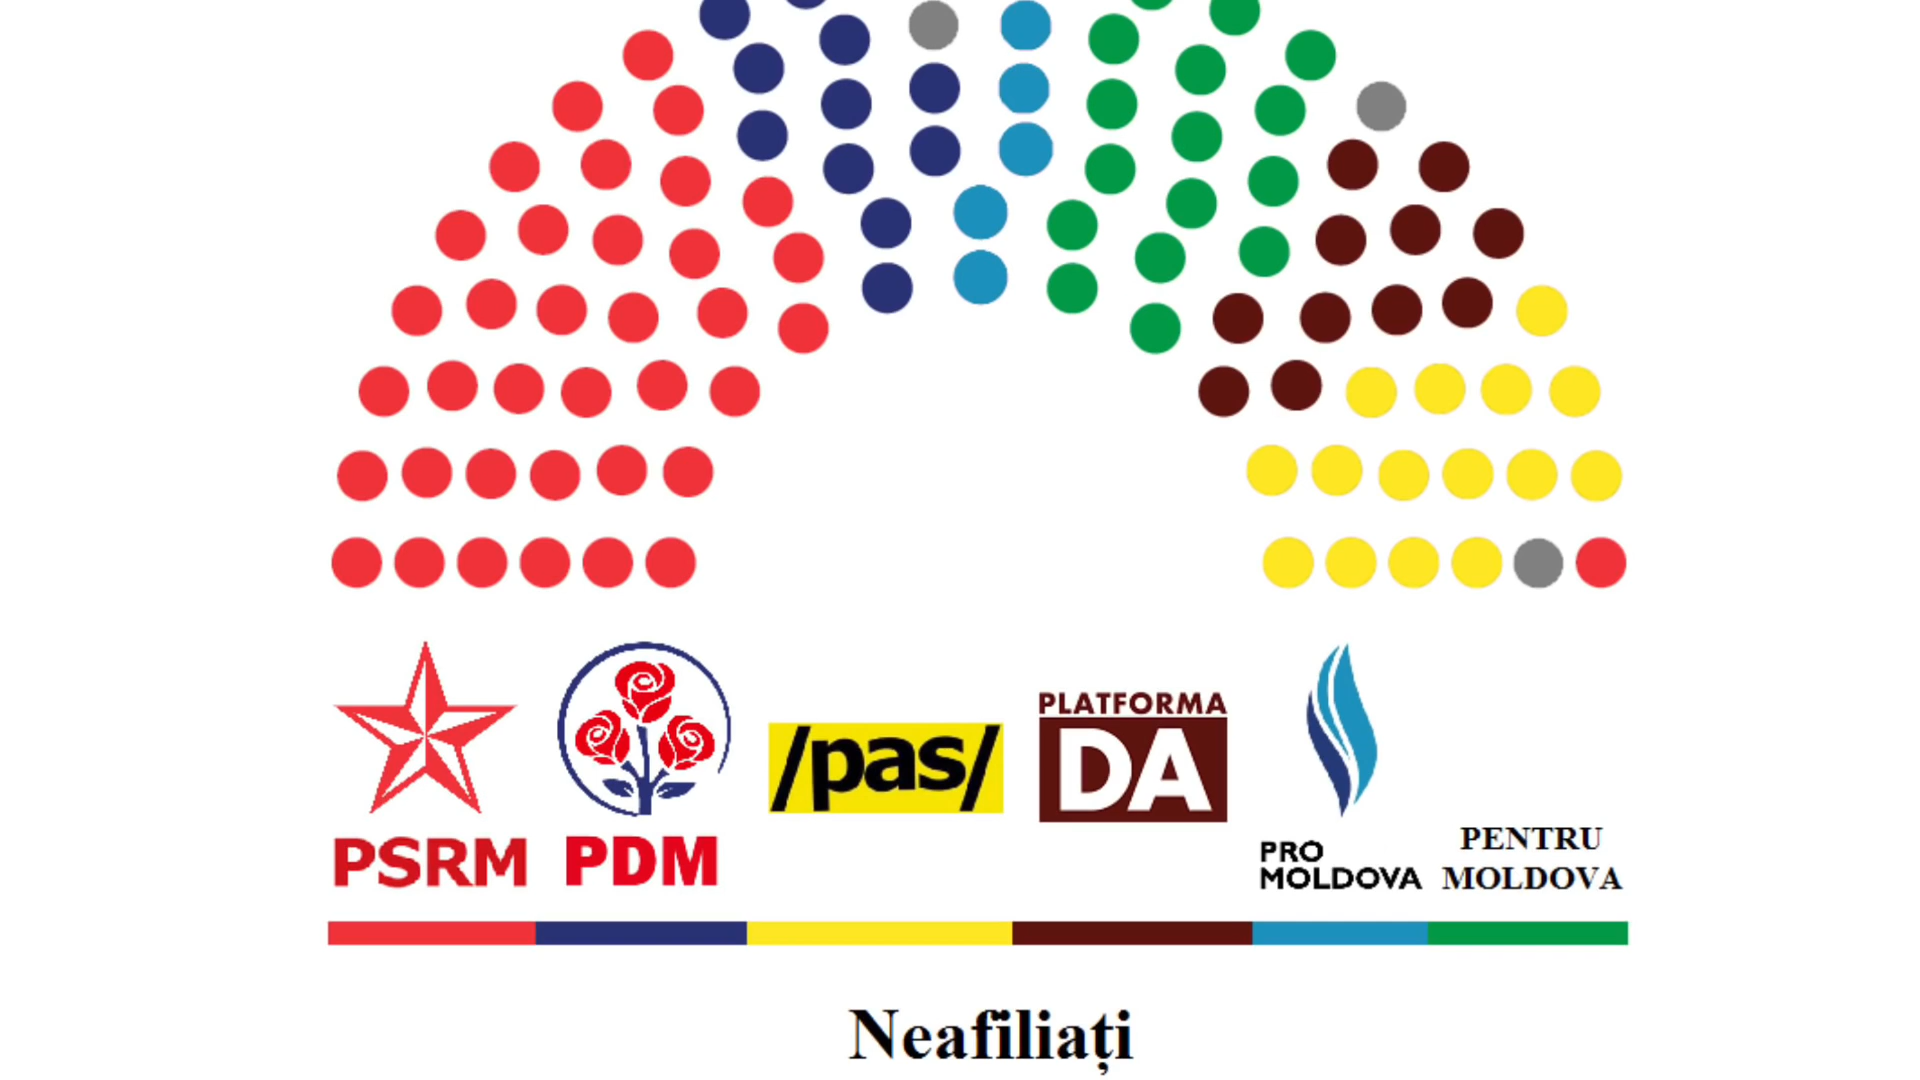 /pas/
PLATFORMA
DA
PSRM
PDM
PRO
MOLDOVA
PENTRU
MOLDOVA
Neafiliați